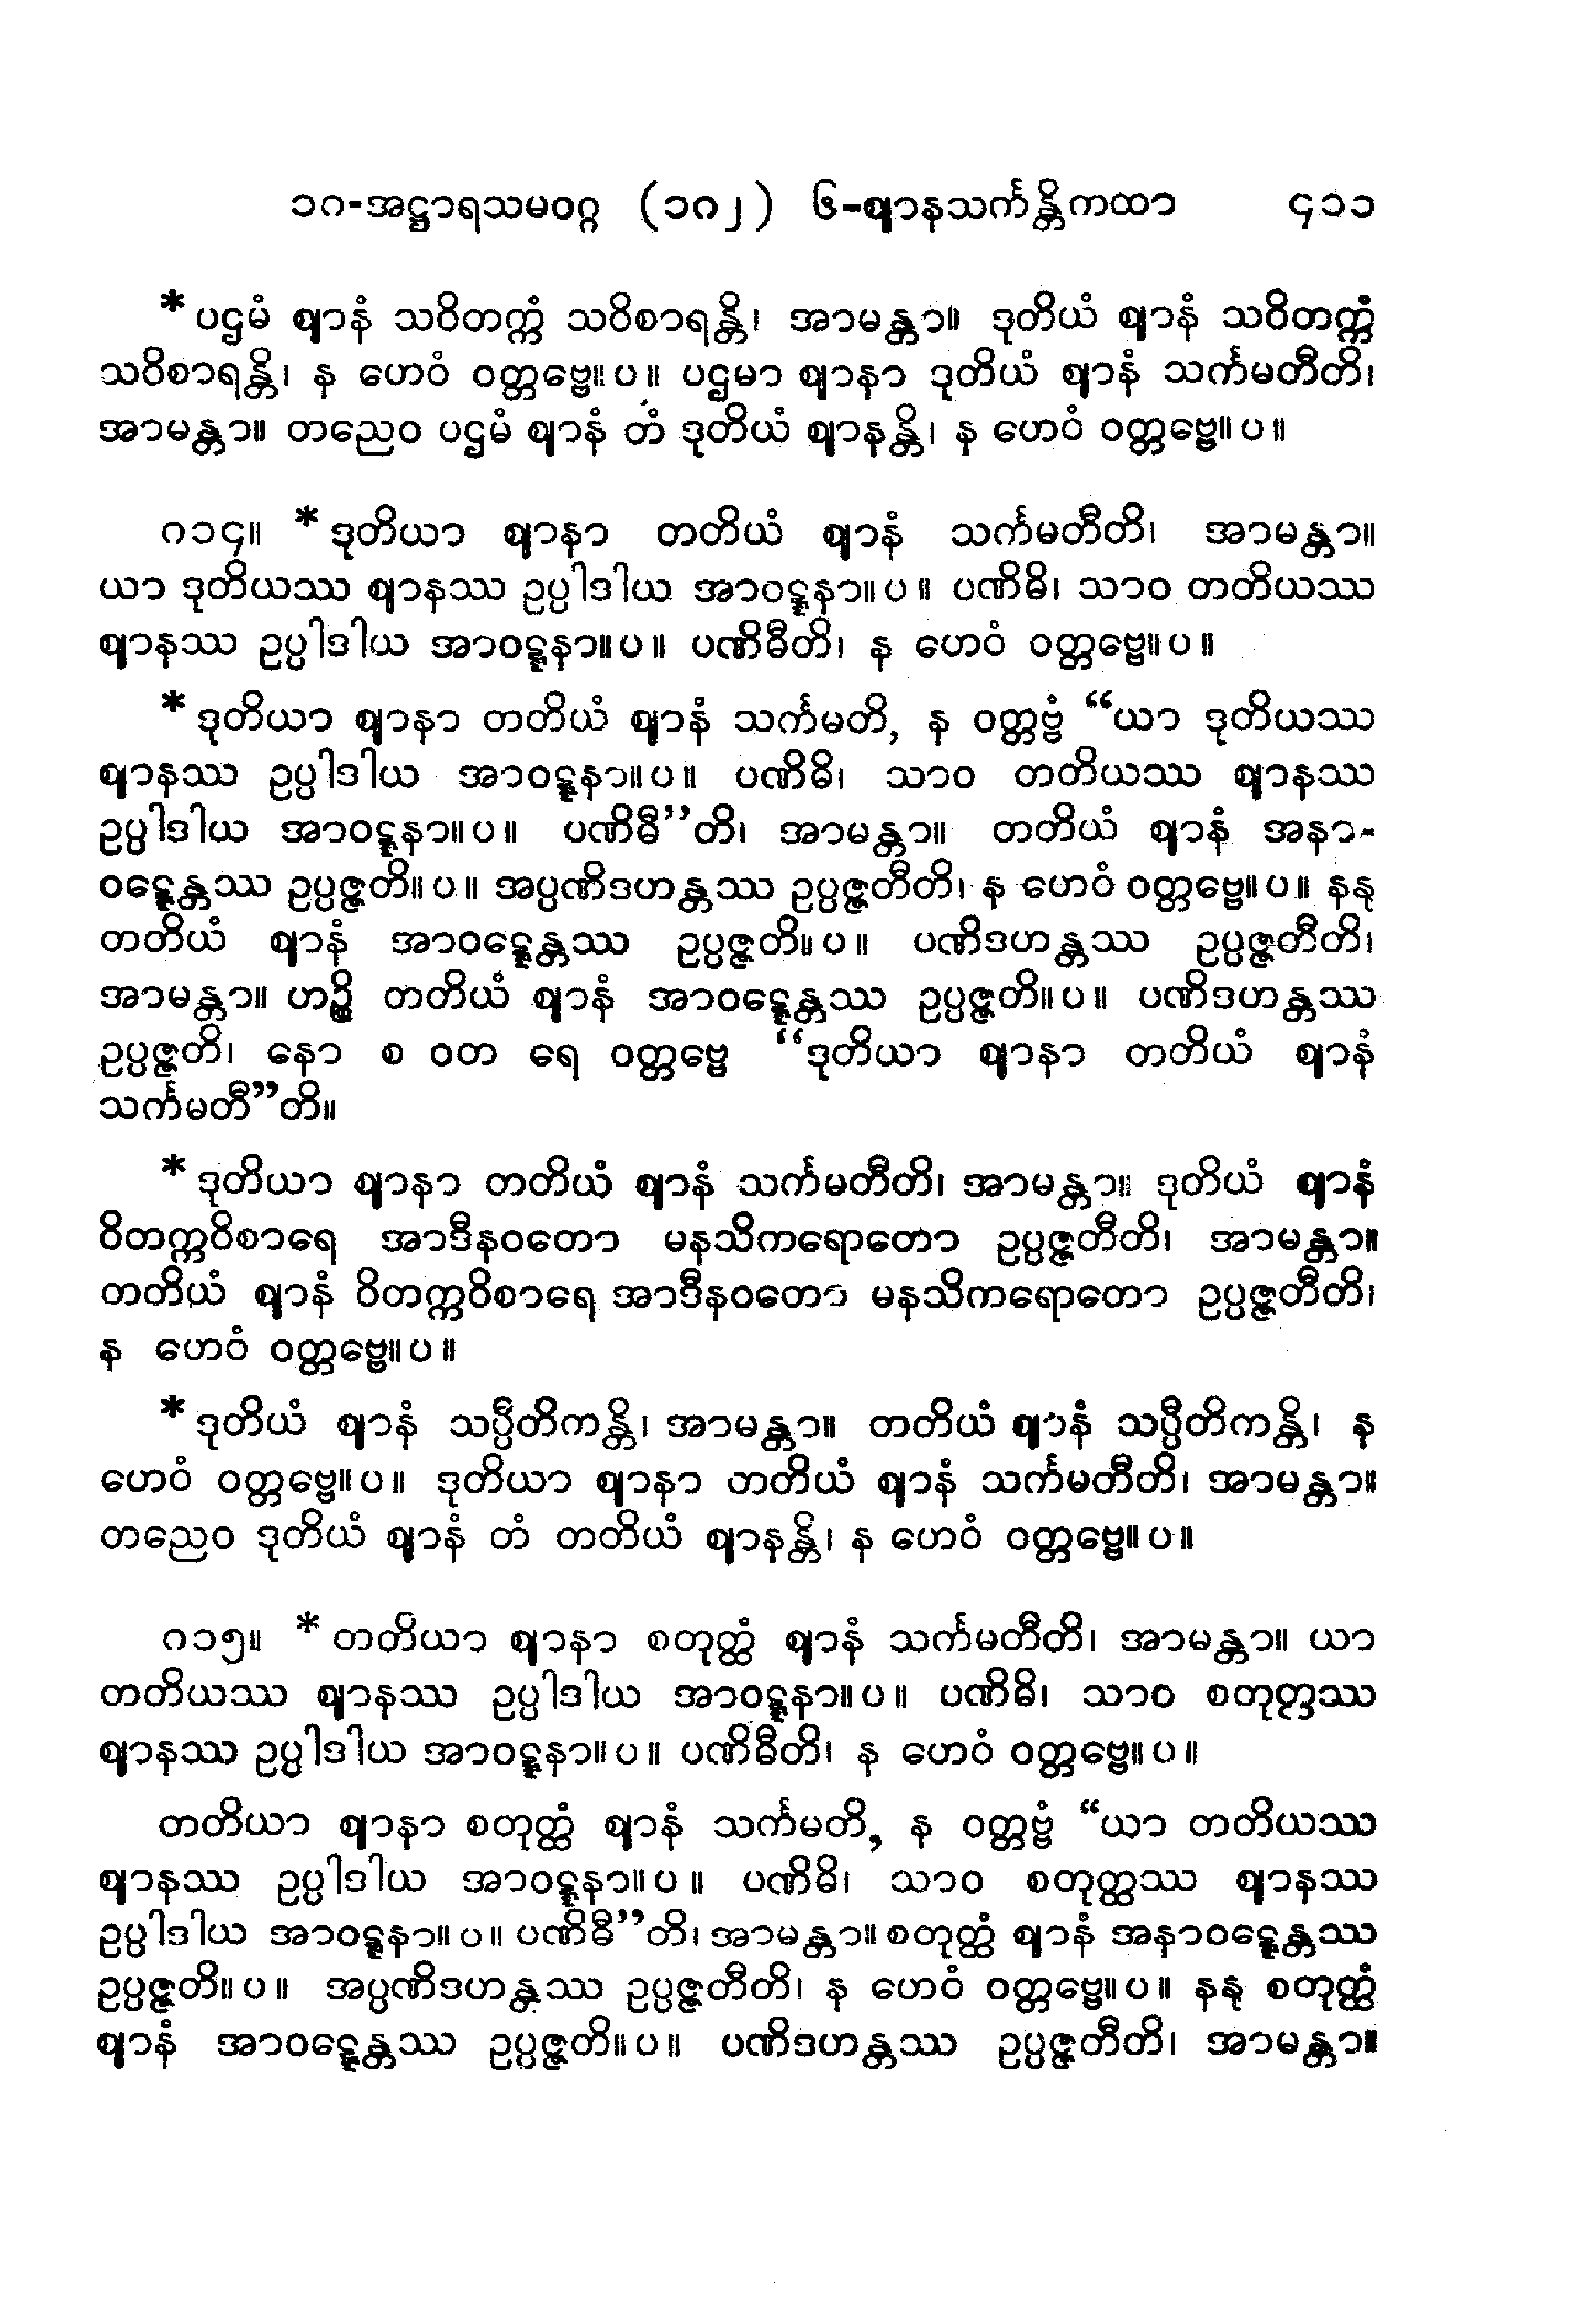 ၁၈-အဋ္ဌာရသမဝဂ္ဂ (၁၈၂) ၆-ဈာနသင်္ကန္တိကထာ ၄၁၁
* ပဌမံ ဈာနံ သဝိတက္ကံ သဝိစာရန္တိ၊ အာမန္တာ။ ဒုတိယံ ဈာနံ သဝိတက္ကံ
သဝိစာရန္တိ၊ န ဟေဝံ ဝတ္တဗ္ဗေ။ပ။ ပဌမာ ဈာနာ ဒုတိယံ ဈာနံ သင်္ကမတီတိ၊
အာမန္တာ။ တညေဝ ပဌမံ ဈာနံ တံ ဒုတိယံ ဈာနန္တိ၊ န ဟေဝံ ဝတ္တဗ္ဗေ။ပ။
၈၁၄။ * ဒုတိယာ ဈာနာ တတိယံ ဈာနံ သင်္ကမတီတိ၊ အာမန္တာ။
ယာ ဒုတိယဿ ဈာနဿ ဥပ္ပါဒါယ အာဝဋ္ဋနာ။ပ။ ပဏိဓိ၊ သာဝ တတိယဿ
ဈာနဿ ဥပ္ပါဒါယ အာဝဋ္ဋနာ။ပ။ ပဏိဓီတိ၊ န ဟေဝံ ဝတ္တဗ္ဗေ။ပ။
* ဒုတိယာ ဈာနာ တတိယံ ဈာနံ သင်္ကမတိ, န ဝတ္တဗ္ဗံ “ယာ ဒုတိယဿ
ဈာနဿ ဥပ္ပါဒါယ အာဝဋ္ဋနာ။ပ။ ပဏိဓိ၊ သာဝ တတိယဿ ဈာနဿ
ဥပ္ပါဒါယ အာဝဋ္ဋနာ။ပ။ ပဏိဓီ”တိ၊ အာမန္တာ။ တတိယံ ဈာနံ အနာ-
ဝဋ္ဋေန္တဿ ဥပ္ပဇ္ဇတိ။ပ။ အပ္ပဏိဒဟန္တဿ ဥပ္ပဇ္ဇတီတိ၊ န ဟေဝံ ဝတ္တဗ္ဗေ။ပ။ နနု
တတိယံ ဈာနံ အာဝဋ္ဋေန္တဿ ဥပ္ပဇ္ဇတိ။ပ။ ပဏိဒဟန္တဿ ဥပ္ပဇ္ဇတီတိ၊
အာမန္တာ။ ဟဉ္စိ တတိယံ ဈာနံ အာဝဋ္ဋေန္တဿ ဥပ္ပဇ္ဇတိ။ပ။ ပဏိဒဟန္တဿ
ဥပ္ပဇ္ဇတိ၊ နော စ ဝတ ရေ ဝတ္တဗ္ဗေ “ဒုတိယာ ဈာနာ တတိယံ ဈာနံ
သင်္ကမတီ”တိ။
* ဒုတိယာ ဈာနာ တတိယံ ဈာနံ သင်္ကမတီတိ၊ အာမန္တာ။ ဒုတိယံ ဈာနံ
ဝိတက္ကဝိစာရေ အာဒီနဝတော မနသိကရောတော ဥပ္ပဇ္ဇတီတိ၊ အာမန္တာ။
တတိယံ ဈာနံ ဝိတက္ကဝိစာရေ အာဒီနဝတော မနသိကရောတော ဥပ္ပဇ္ဇတီတိ၊
န ဟေဝံ ဝတ္တဗ္ဗေ။ပ။
* ဒုတိယံ ဈာနံ သပ္ပီတိကန္တိ၊ အာမန္တာ။ တတိယံ ဈာနံ သပ္ပီတိကန္တိ၊ န
ဟေဝံ ဝတ္တဗ္ဗေ။ပ။ ဒုတိယာ ဈာနာ တတိယံ ဈာနံ သင်္ကမတီတိ၊ အာမန္တာ။
တညေဝ ဒုတိယံ ဈာနံ တံ တတိယံ ဈာနန္တိ၊ န ဟေဝံ ဝတ္တဗ္ဗေ။ပ။
၈၁၅။ * တတိယာ ဈာနာ စတုတ္ထံ ဈာနံ သင်္ကမတီတိ၊ အာမန္တာ။ ယာ
တတိယဿ ဈာနဿ ဥပ္ပါဒါယ အာဝဋ္ဋနာ။ပ။ ပဏိဓိ၊ သာဝ စတုတ္ထဿ
ဈာနဿ ဥပ္ပါဒါယ အာဝဋ္ဋနာ။ပ။ ပဏိဓီတိ၊ န ဟေဝံ ဝတ္တဗ္ဗေ။ပ။
တတိယာ ဈာနာ စတုတ္ထံ ဈာနံ သင်္ကမတိ, န ဝတ္တဗ္ဗံ “ယာ တတိယဿ
ဈာနဿ ဥပ္ပါဒါယ အာဝဋ္ဋနာ။ပ။ ပဏိဓိ၊ သာဝ စတုတ္ထဿ ဈာနဿ
ဥပ္ပါဒါယ အာဝဋ္ဋနာ။ပ။ ပဏိဓီ”တိ၊ အာမန္တာ။ စတုတ္ထံ ဈာနံ အနာဝဋ္ဋေန္တဿ
ဥပ္ပဇ္ဇတိ။ပ။ အပ္ပဏိဒဟန္တဿ ဥပ္ပဇ္ဇတီတိ၊ န ဟေဝံ ဝတ္တဗ္ဗေ။ပ။ နနု စတုတ္ထံ
ဈာနံ အာဝဋ္ဋေန္တဿ ဥပ္ပဇ္ဇတိ။ပ။ ပဏိဒဟန္တဿ ဥပ္ပဇ္ဇတီတိ၊ အာမန္တာ။